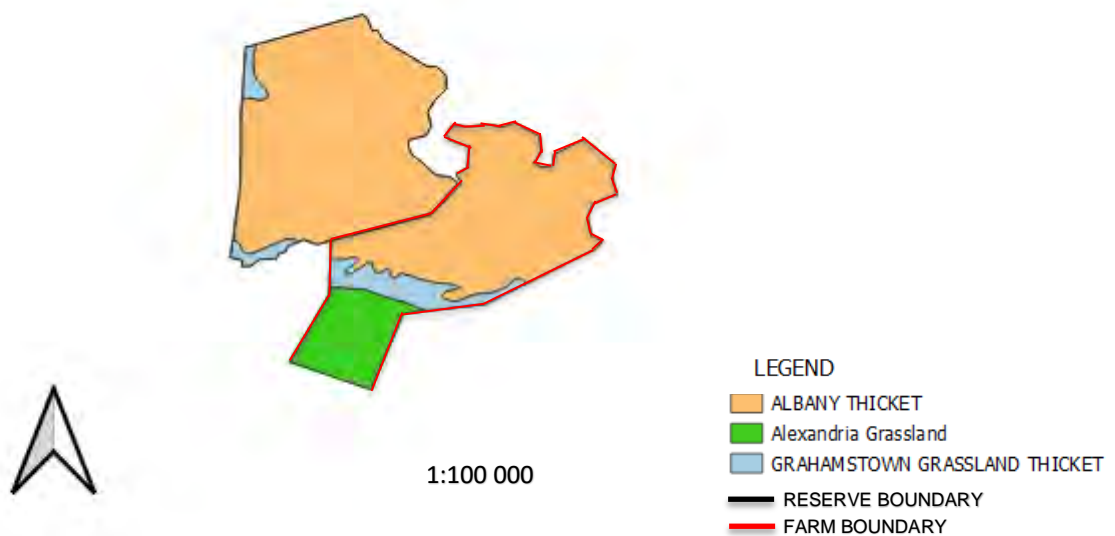 LEGEND
ALBANY THICKET
Alexandria Grassland
GRAHAMSTOWN GRASSLAND THICKET
RESERVE BOUNDARY
FARM BOUNDARY
1:100 000